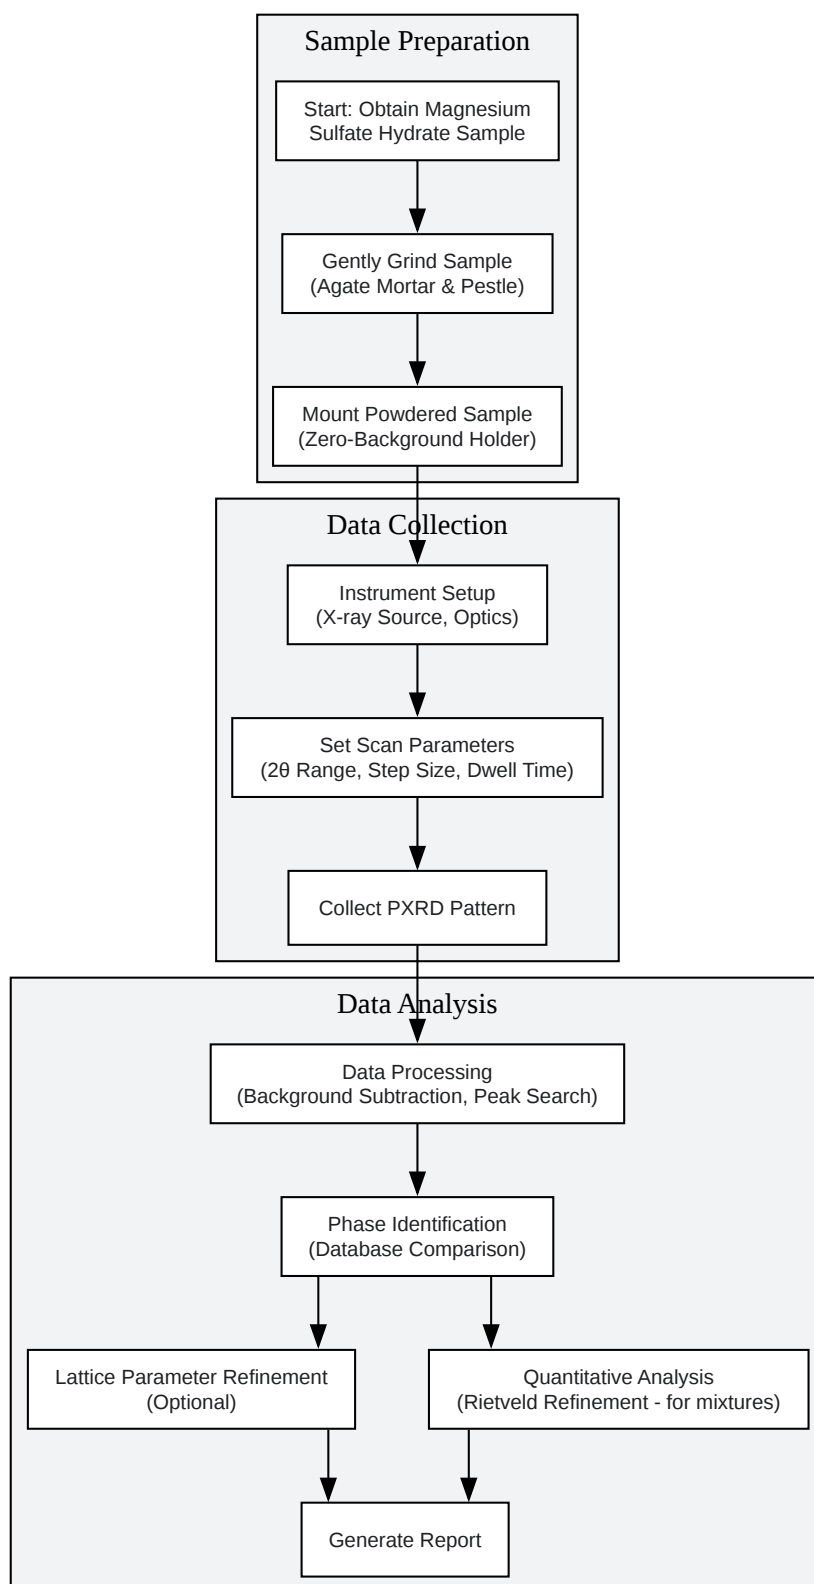 Sample Preparation
Start: Obtain Magnesium
Sulfate Hydrate Sample
Gently Grind Sample
(Agate Mortar & Pestle)
Mount Powdered Sample
(Zero-Background Holder)
Data Collection
Instrument Setup
(X-ray Source, Optics)
Set Scan Parameters
(2θ Range, Step Size, Dwell Time)
Collect PXRD Pattern
Data Analysis
Data Processing
(Background Subtraction, Peak Search)
Phase Identification
(Database Comparison)
Lattice Parameter Refinement
(Optional)
Quantitative Analysis
(Rietveld Refinement - for mixtures)
Generate Report